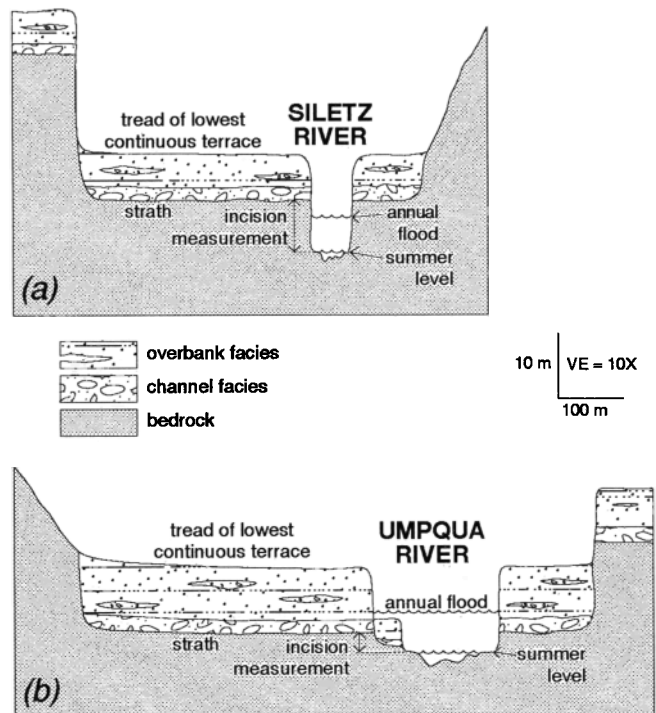 SILETZ
RIVER
tread of lowest
continuous terrace
strath
incision
measurement
annual
flood
summer
level
(a)
overbank facies
channel facies
bedrock
10 m
VE = 10X
100 m
UMPQUA
RIVER
tread of lowest
continuous terrace
annual flood
strath
incision
measurement
summer
level
(b)